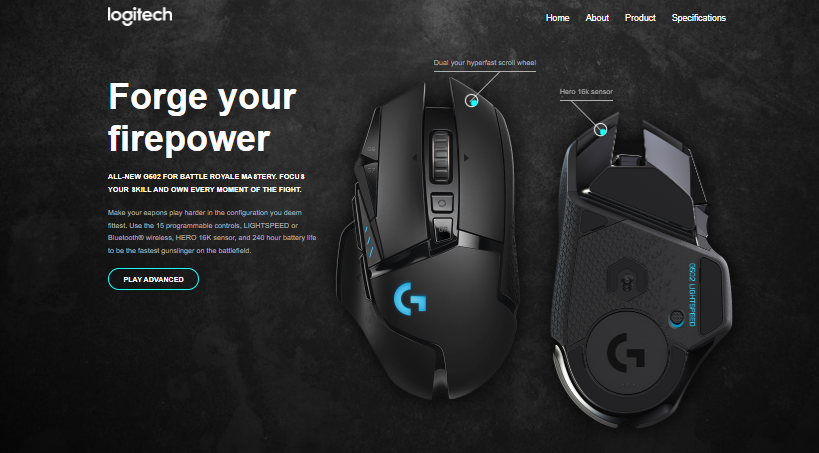 logitech
Home About Product Specifications
Dual your hyperfast scroll wheel
Hero 16k sensor
Forge your
firepower
ALL-NEW G502 FOR BATTLE ROYALE MASTERY. FOCUS
YOUR SKILL AND OWN EVERY MOMENT OF THE FIGHT.
Make your eapons play harder in the configuration you deem
fittest. Use the 15 programmable controls, LIGHTSPEED or
Bluetooth® wireless, HERO 16K sensor, and 240 hour battery life
to be the fastest gunslinger on the battlefield.
PLAY ADVANCED
G502 LIGHTSPEED